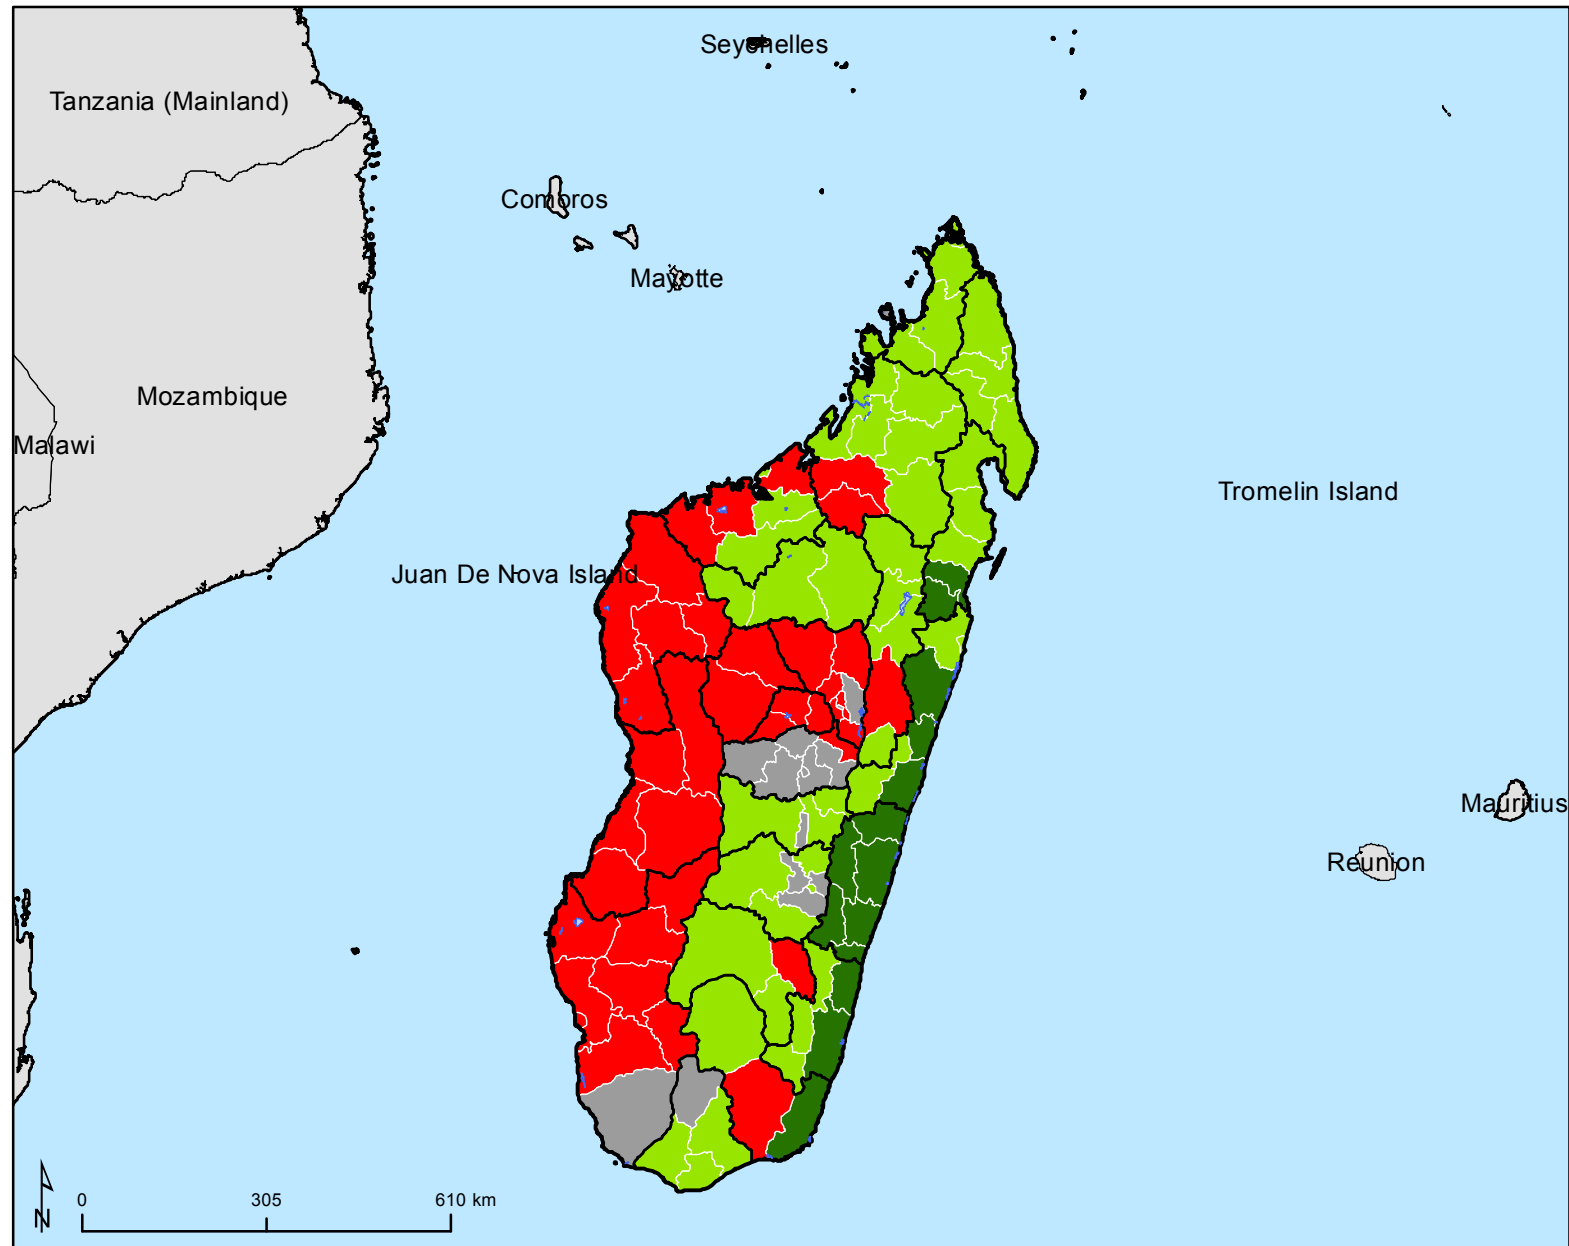 Seychelles
Tanzania (Mainland)
Comoros
Mayotte
Mozambique
Malawi
Tromelin Island
Juan De Nova Island
Mauritius
Reunion
N
0 305 610 km